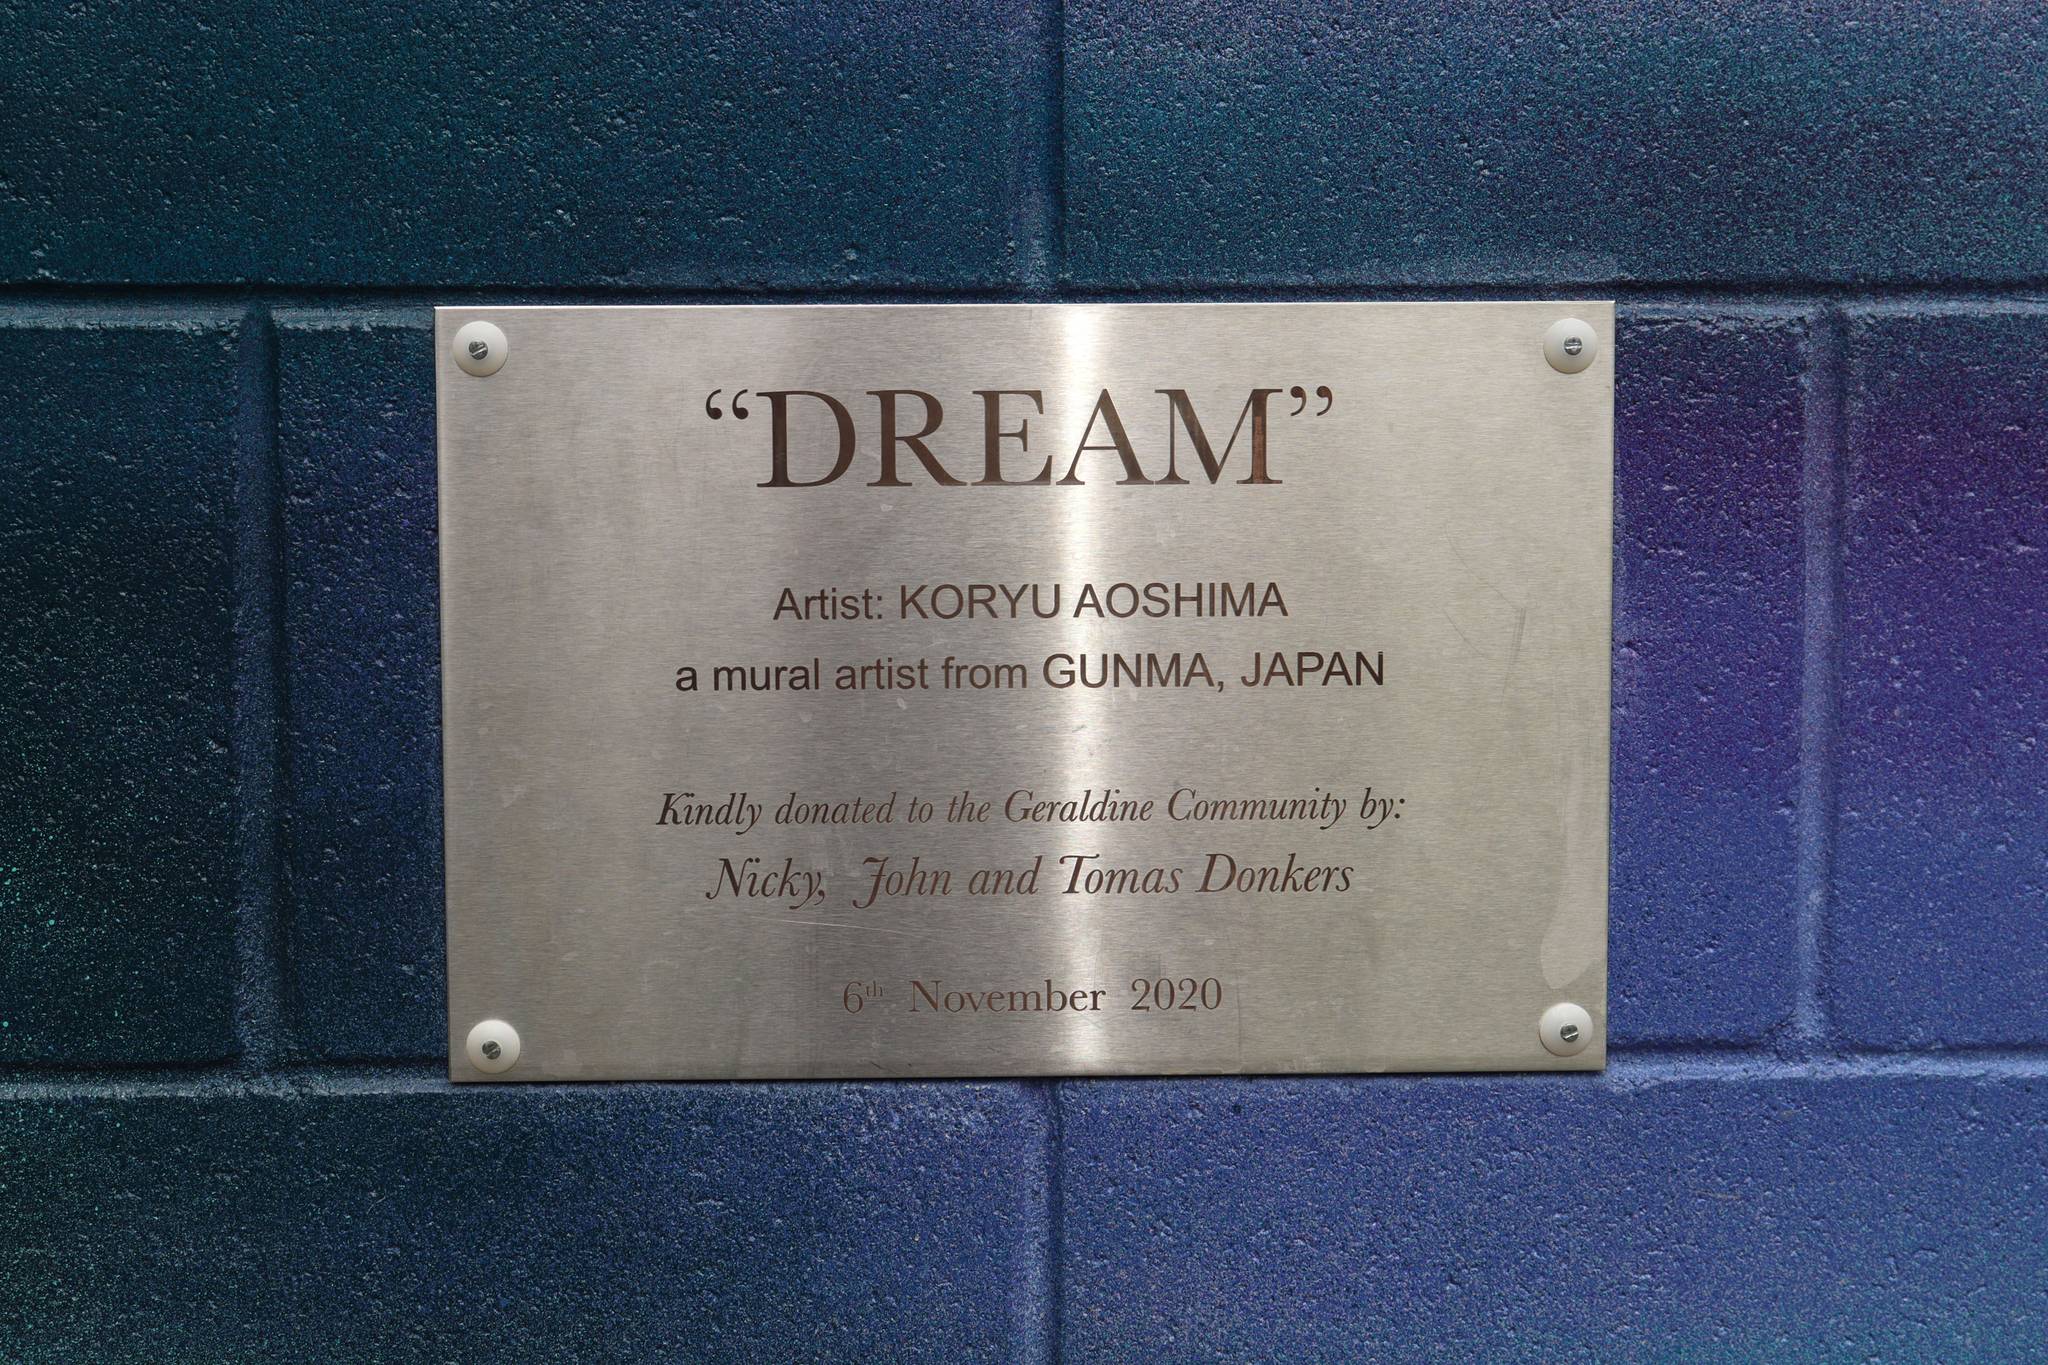 “DREAM”
Artist: KORYU AOSHIMA
a mural artist from GUNMA, JAPAN
Kindly donated to the Geraldine Community by:
Nicky, John and Tomas Donkers
6th November 2020